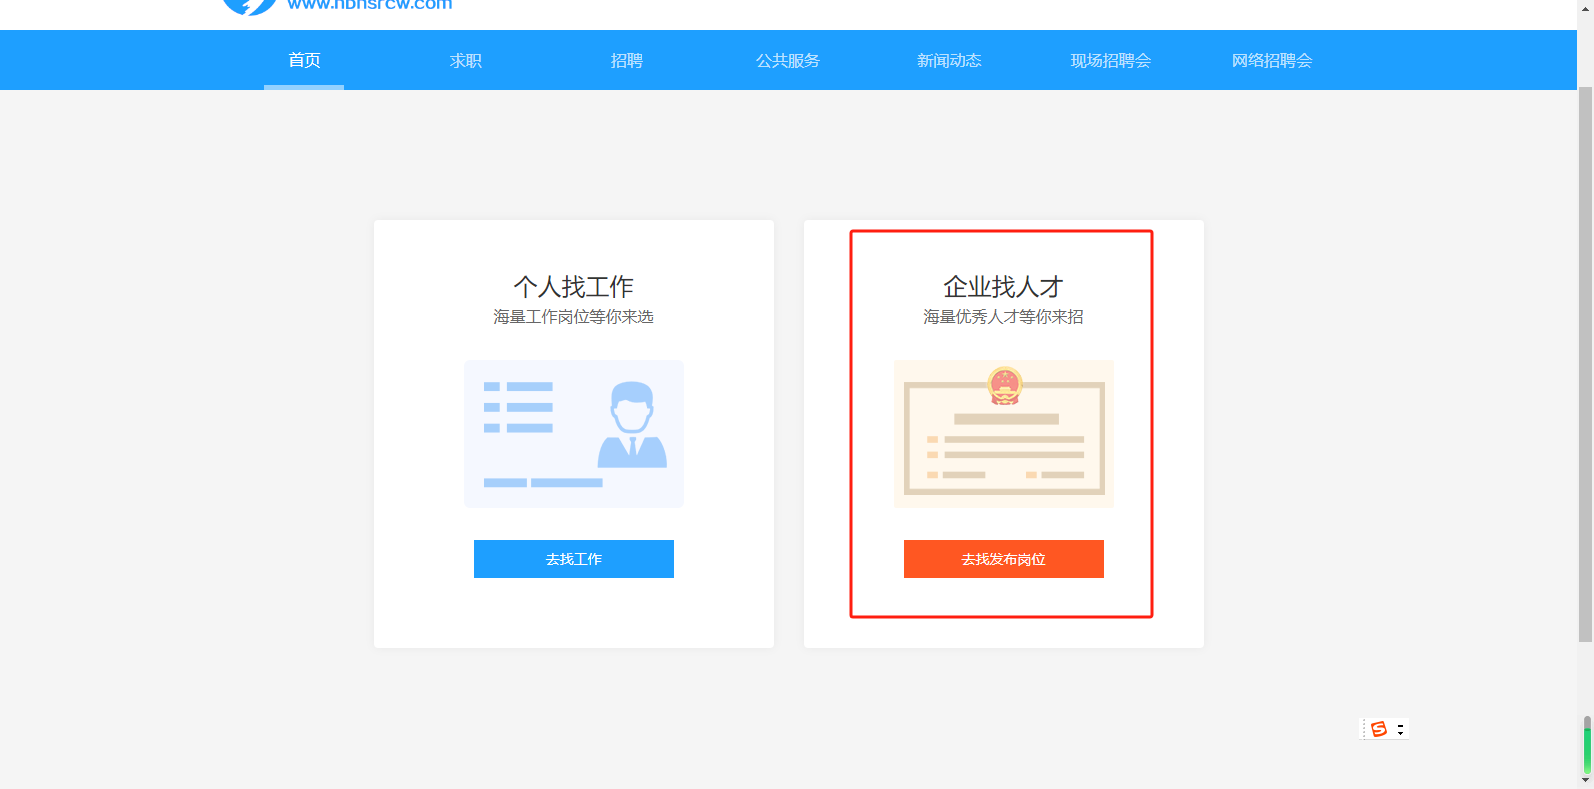 www.hbhsrcw.com
首页 求职 招聘 公共服务 新闻动态 现场招聘会 网络招聘会
个人找工作
海量工作岗位等你来选
去找工作
企业找人才
海量优秀人才等你来招
去找发布岗位